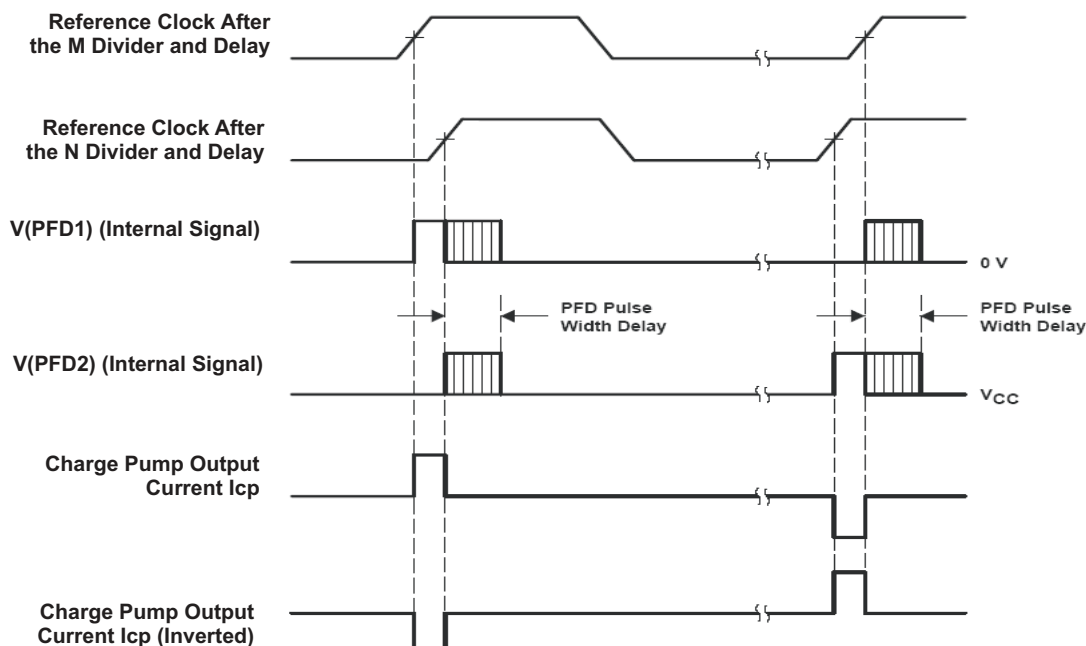 Reference Clock After
the M Divider and Delay
Reference Clock After
the N Divider and Delay
V(PFD1) (Internal Signal)
0 V
PFD Pulse
Width Delay
PFD Pulse
Width Delay
V(PFD2) (Internal Signal)
VCC
Charge Pump Output
Current Icp
Charge Pump Output
Current Icp (Inverted)